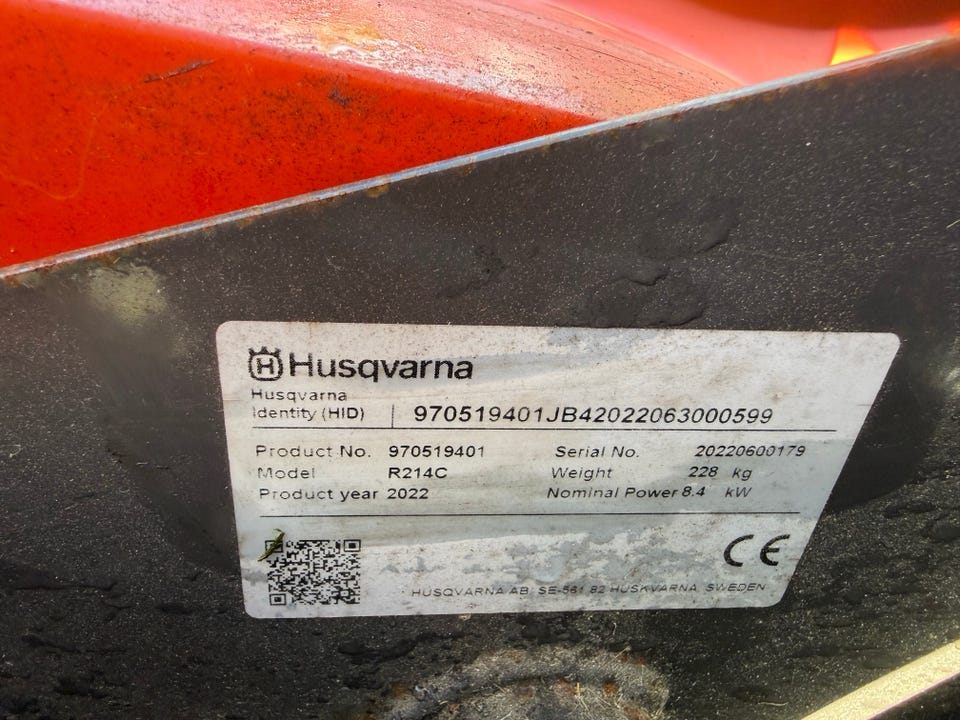 Husqvarna
Husqvarna
Identity (HID) 970519401JB42022063000599
Product No. 970519401 Serial No. 20220600179
Model R214C Weight 228 kg
Product year 2022 Nominal Power 8.4 kW
CE
HUSQVARNA AB, SE-561 82 HUSKVARNA, SWEDEN